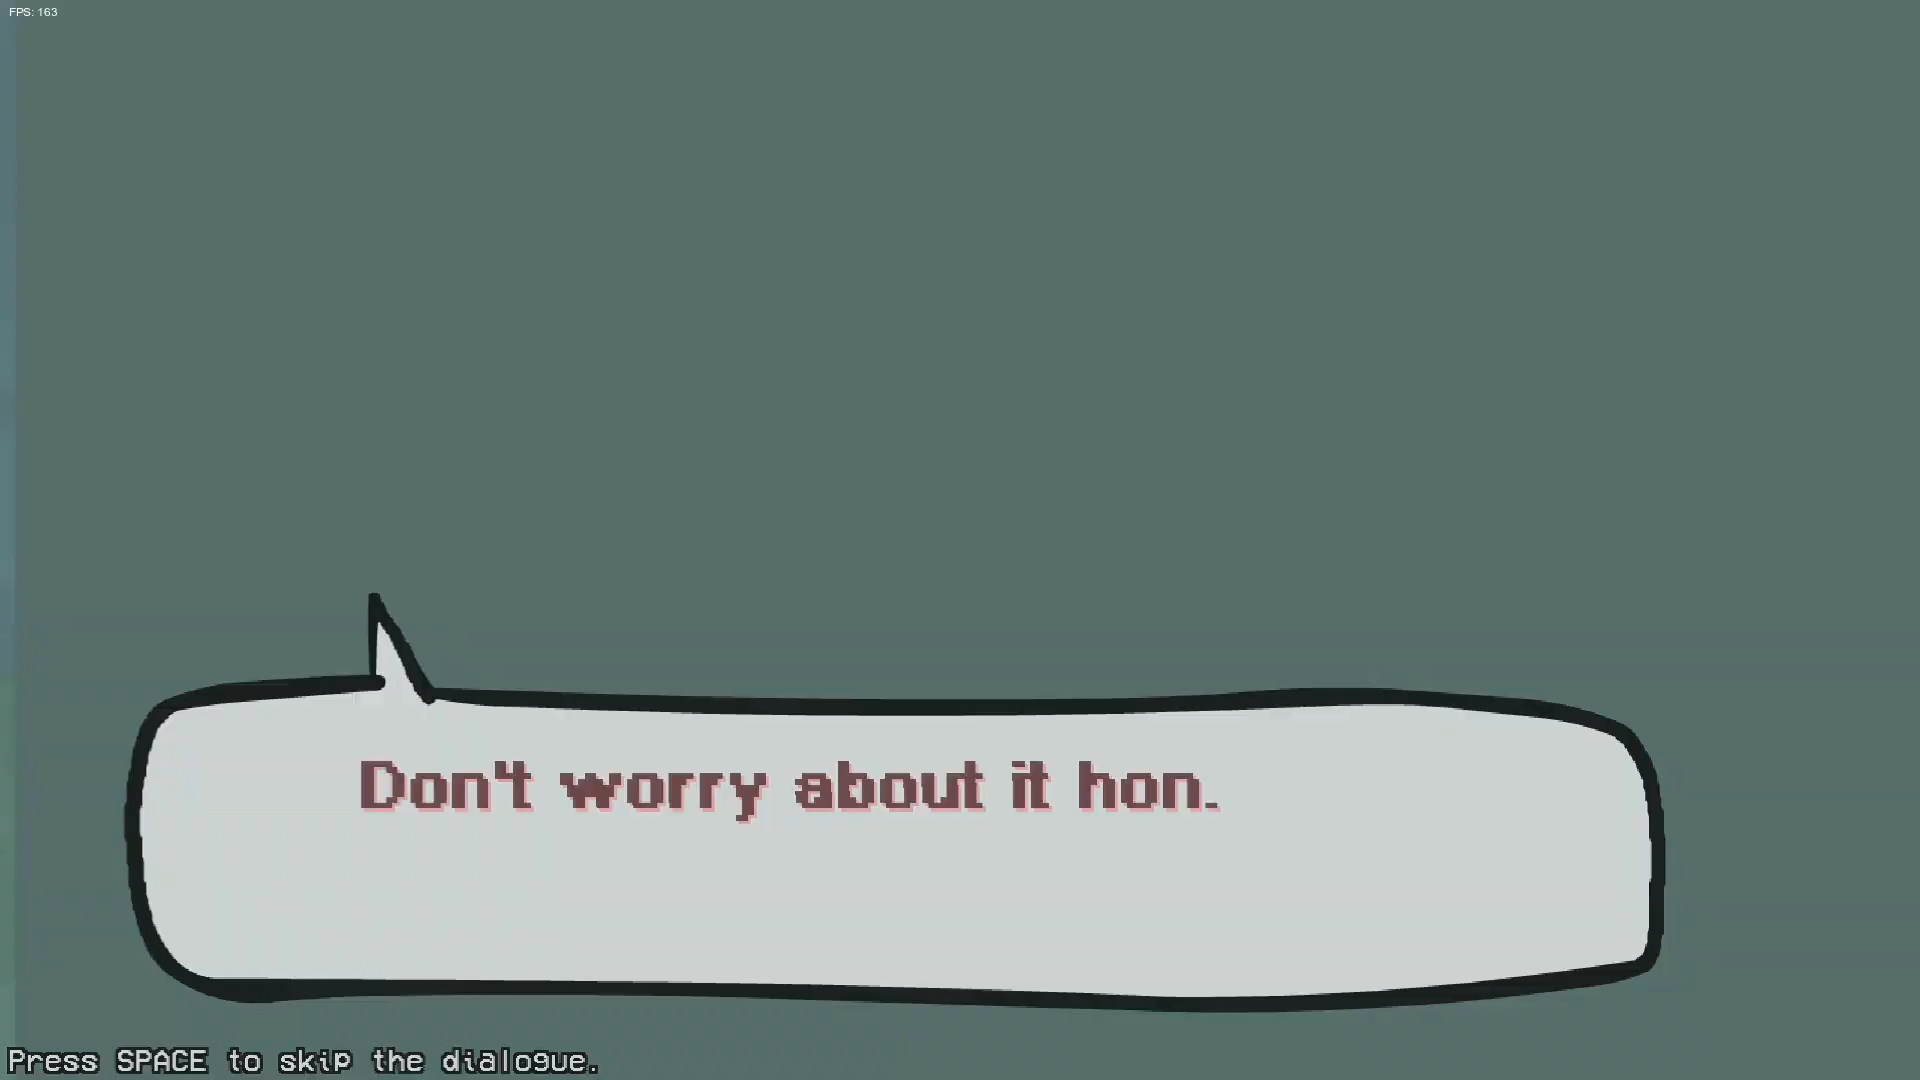 FPS: 163
Don't worry about it hon.
Press SPACE to skip the dialogue.